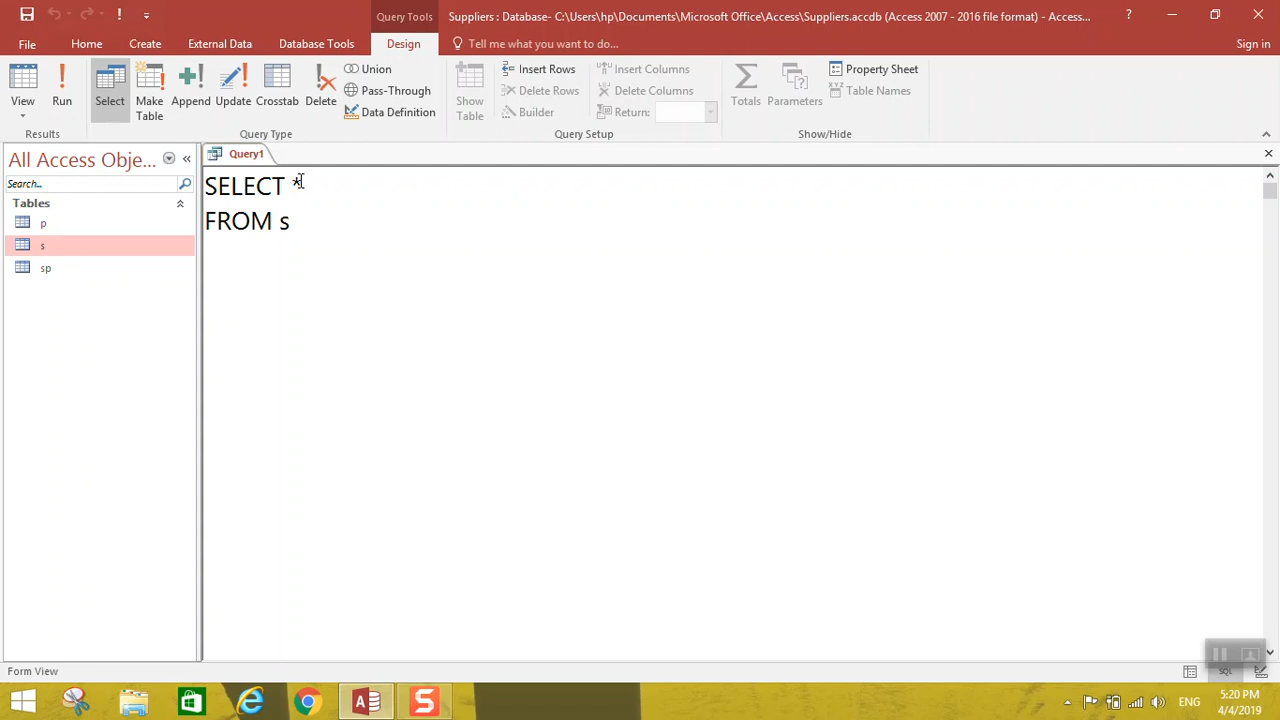 Query Tools
Suppliers : Database- C:\Users\hp\Documents\Microsoft Office\Access\Suppliers.accdb (Access 2007 - 2016 file format) - Access...
File Home Create External Data Database Tools Design Tell me what you want to do... Sign in
View
Run
Select
Make Table
Append
Update
Crosstab
Delete
Union
Pass-Through
Data Definition
Show Table
Insert Rows
Delete Rows
Builder
Insert Columns
Delete Columns
Return:
Totals
Parameters
Property Sheet
Table Names
Results Query Type Query Setup Show/Hide
All Access Obje...
Search...
Tables
p
s
sp
Query1
SELECT *
FROM s
Form View
SQL
ENG
5:20 PM
4/4/2019